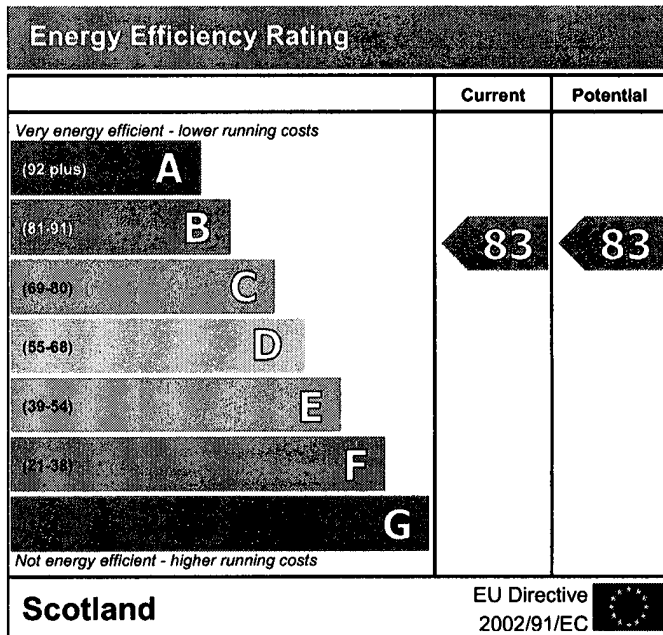 Energy Efficiency Rating
Current Potential
Very energy efficient - lower running costs
(92 plus) A
(81-91) B
83 83
(69-80) C
(55-68) D
(39-54) E
(21-38) F
G
Not energy efficient - higher running costs
Scotland
EU Directive
2002/91/EC